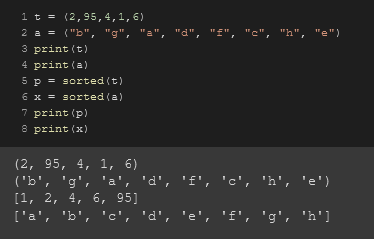 1 t = (2,95,4,1,6)
2 a = ("b", "g", "a", "d", "f", "c", "h", "e")
3 print(t)
4 print(a)
5 p = sorted(t)
6 x = sorted(a)
7 print(p)
8 print(x)
(2, 95, 4, 1, 6)
('b', 'g', 'a', 'd', 'f', 'c', 'h', 'e')
[1, 2, 4, 6, 95]
['a', 'b', 'c', 'd', 'e', 'f', 'g', 'h']